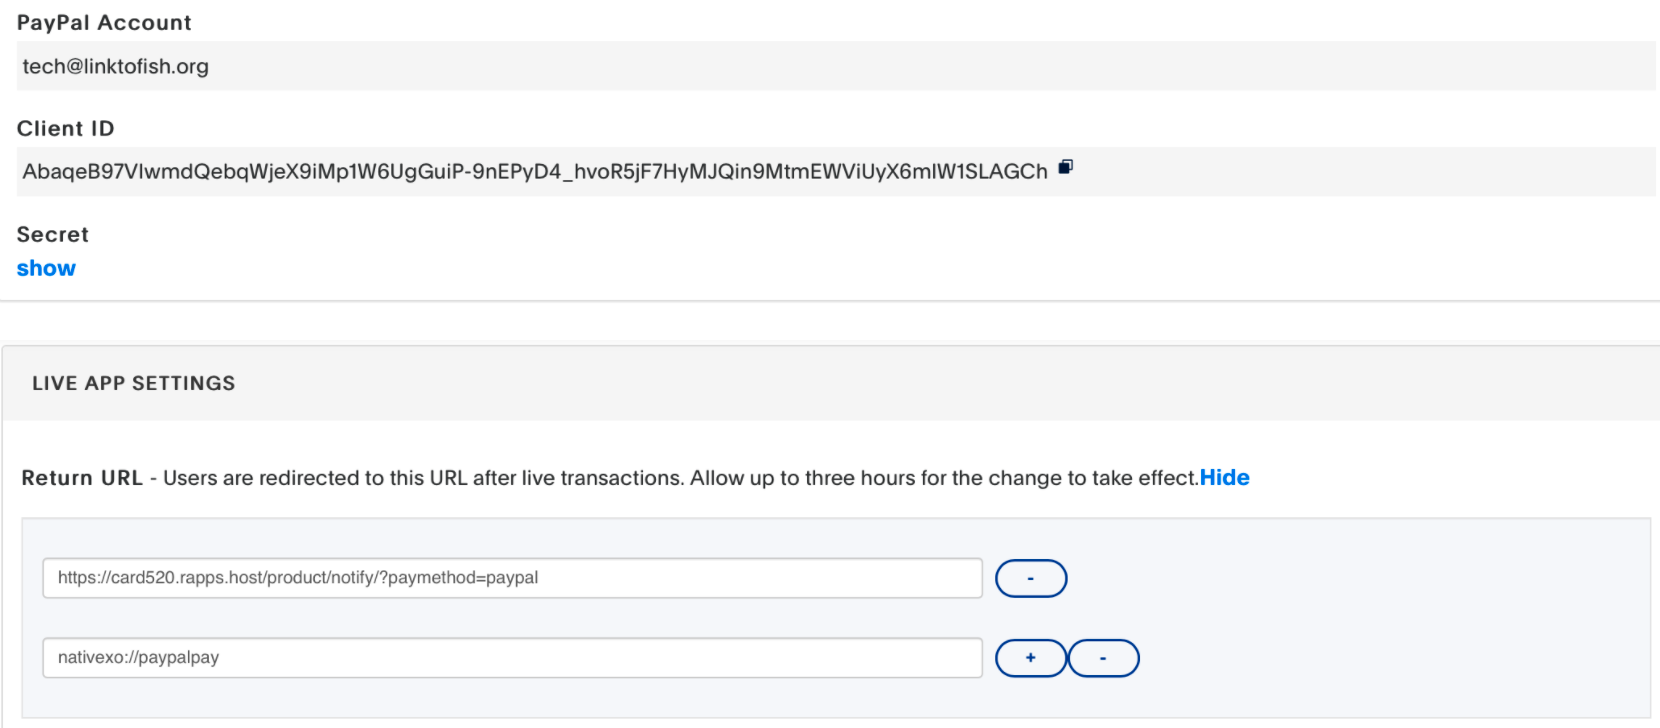 PayPal Account
tech@linktofish.org
Client ID
AbaqeB97VIwmdQebqWjeX9iMp1W6UgGuiP-9nEPyD4_hvoR5jF7HyMJQin9MtmEWViUyX6mIW1SLAGCh
Secret
show
LIVE APP SETTINGS
Return URL - Users are redirected to this URL after live transactions. Allow up to three hours for the change to take effect.Hide
https://card520.rapps.host/product/notify/?paymethod=paypal
-
nativexo://paypalpay
+ -